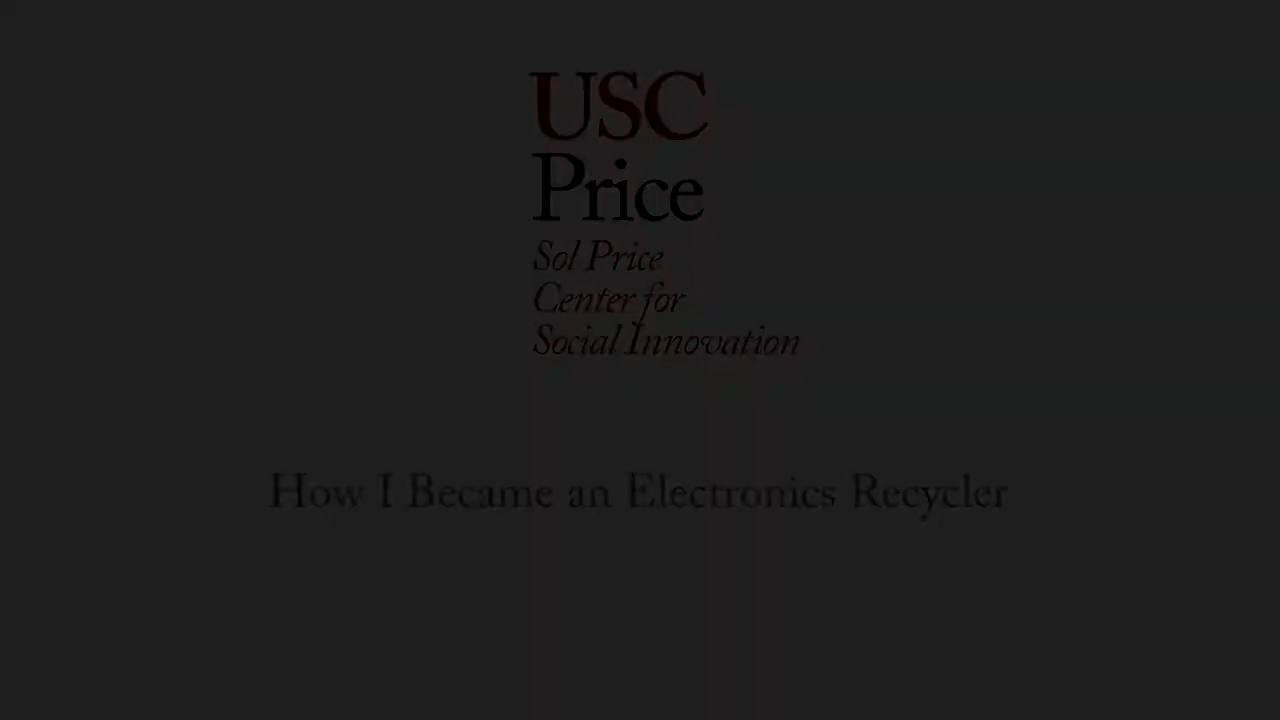 USC
Price
Sol Price
Center for
Social Innovation
How I Became an Electronics Recycler